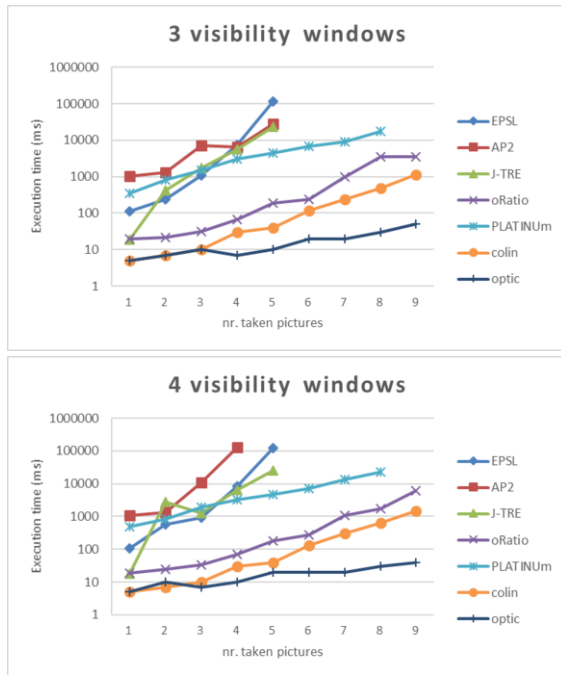 3 visibility windows
1000000
100000
10000
1000
100
10
1
Execution time (ms)
1 2 3 4 5 6 7 8 9
nr. taken pictures
EPSL
AP2
J-TRE
oRatio
PLATINUm
colin
optic
4 visibility windows
1000000
100000
10000
1000
100
10
1
Execution time (ms)
1 2 3 4 5 6 7 8 9
nr. taken pictures
EPSL
AP2
J-TRE
oRatio
PLATINUm
colin
optic